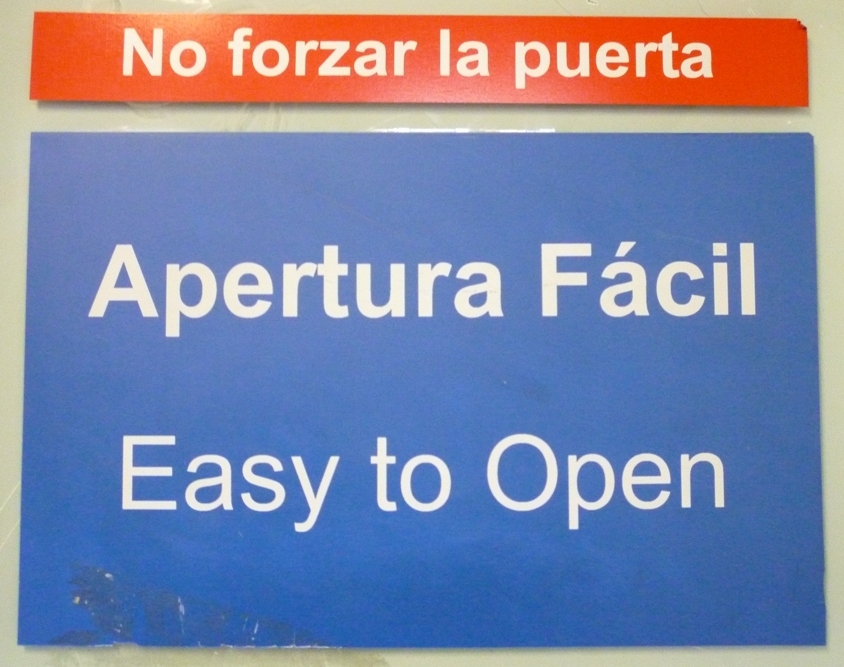 No forzar la puerta
Apertura Fácil
Easy to Open